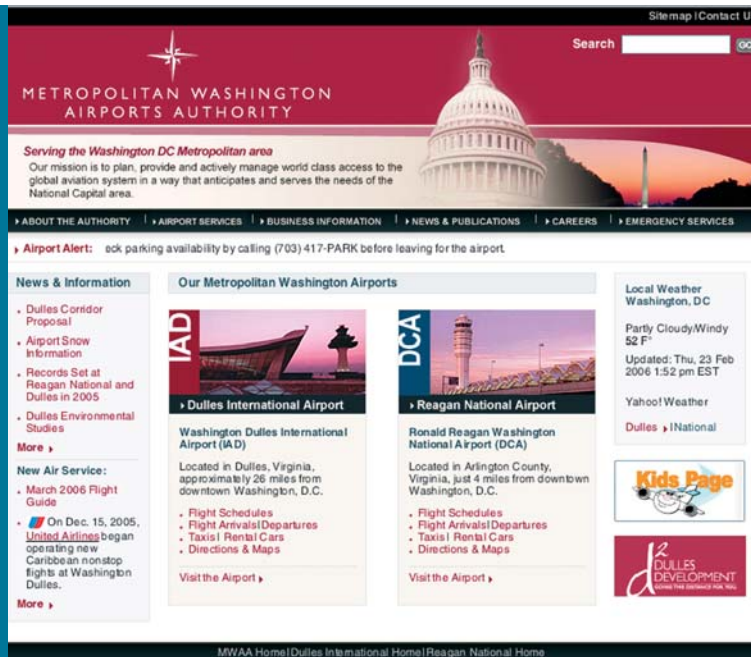 Sitemap | Contact U
Search
GO
METROPOLITAN WASHINGTON
AIRPORTS AUTHORITY
Serving the Washington DC Metropolitan area
Our mission is to plan, provide and actively manage world class access to the
global aviation system in a way that anticipates and serves the needs of the
National Capital area.
ABOUT THE AUTHORITY | AIRPORT SERVICES | BUSINESS INFORMATION | NEWS & PUBLICATIONS | CAREERS | EMERGENCY SERVICES
Airport Alert: eck parking availability by calling (703) 417-PARK before leaving for the airport.
News & Information
Dulles Corridor
Proposal
Airport Snow
Information
Records Set at
Reagan National and
Dulles in 2005
Dulles Environmental
Studies
More
New Air Service:
March 2006 Flight
Guide
On Dec. 15, 2005,
United Airlines began
operating new
Caribbean nonstop
flights at Washington
Dulles.
More
Our Metropolitan Washington Airports
IAD
Dulles International Airport
Washington Dulles International
Airport (IAD)
Located in Dulles, Virginia,
approximately 26 miles from
downtown Washington, D.C.
Flight Schedules
Flight Arrivals|Departures
Taxis | Rental Cars
Directions & Maps
Visit the Airport
DCA
Reagan National Airport
Ronald Reagan Washington
National Airport (DCA)
Located in Arlington County,
Virginia, just 4 miles from downtown
Washington, D.C.
Flight Schedules
Flight Arrivals|Departures
Taxis | Rental Cars
Directions & Maps
Visit the Airport
Local Weather
Washington, DC
Partly Cloudy/Windy
52 F°
Updated: Thu, 23 Feb
2006 1:52 pm EST
Yahoo! Weather
Dulles | National
Kids Page
d2
DULLES
DEVELOPMENT
GOING THE DISTANCE FOR YOU
MWAA Home|Dulles International Home|Reagan National Home